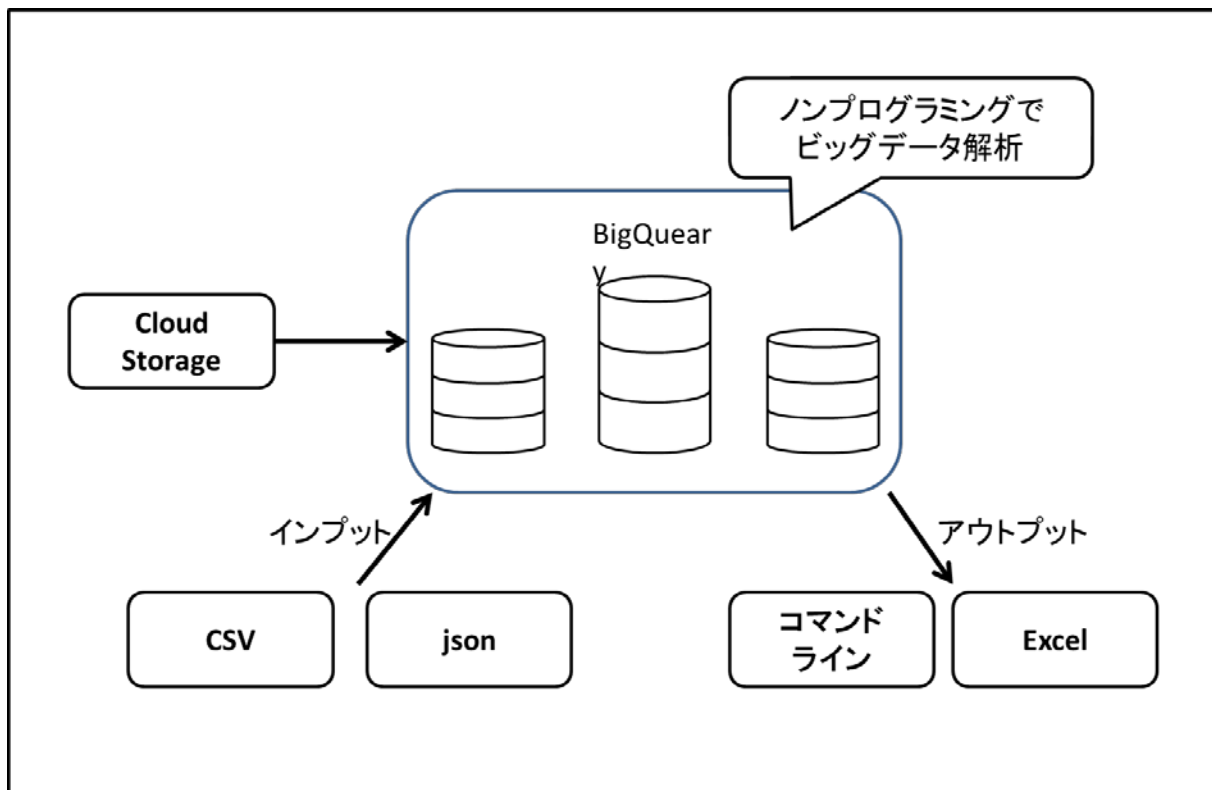 ノンプログラミングで
ビッグデータ解析
BigQuear
y
Cloud
Storage
インプット
アウトプット
CSV
json
コマンド
ライン
Excel